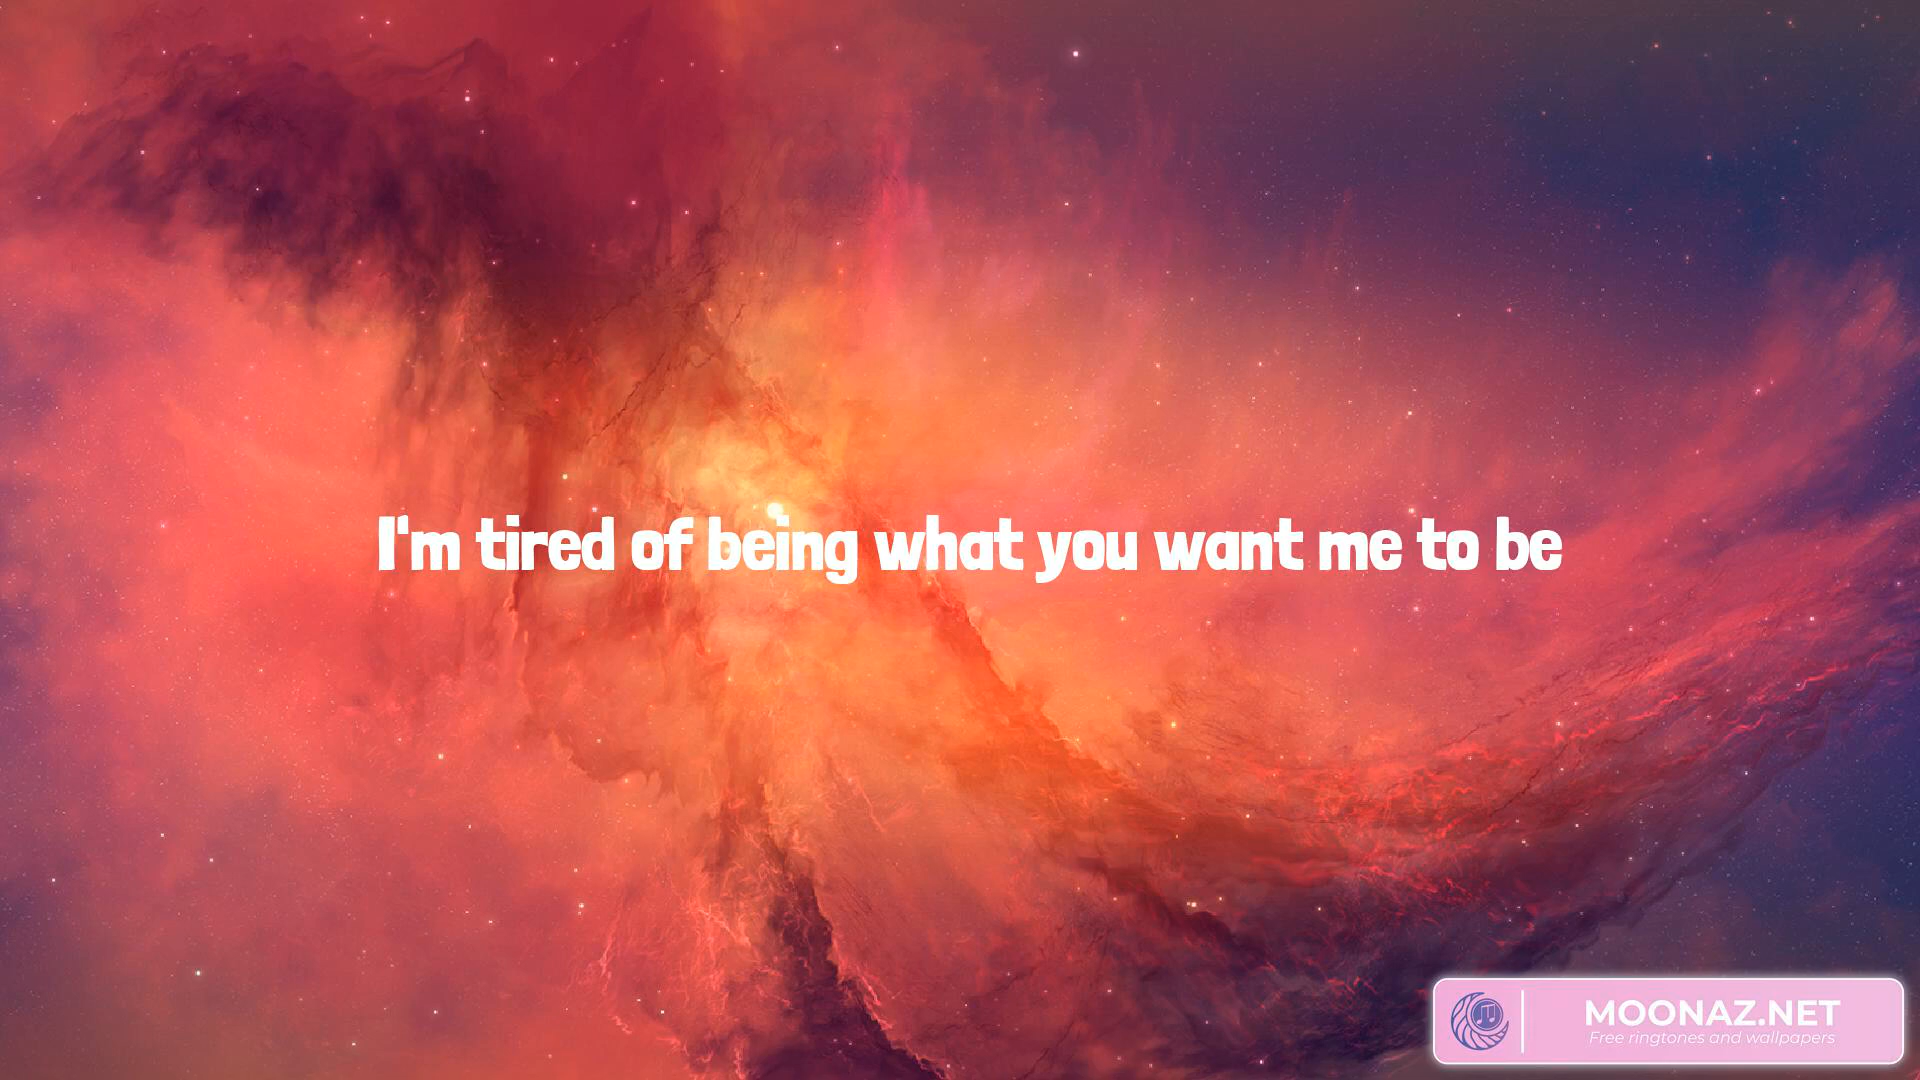 I'm tired of being what you want me to be
MOONAZ.NET
Free ringtones and wallpapers